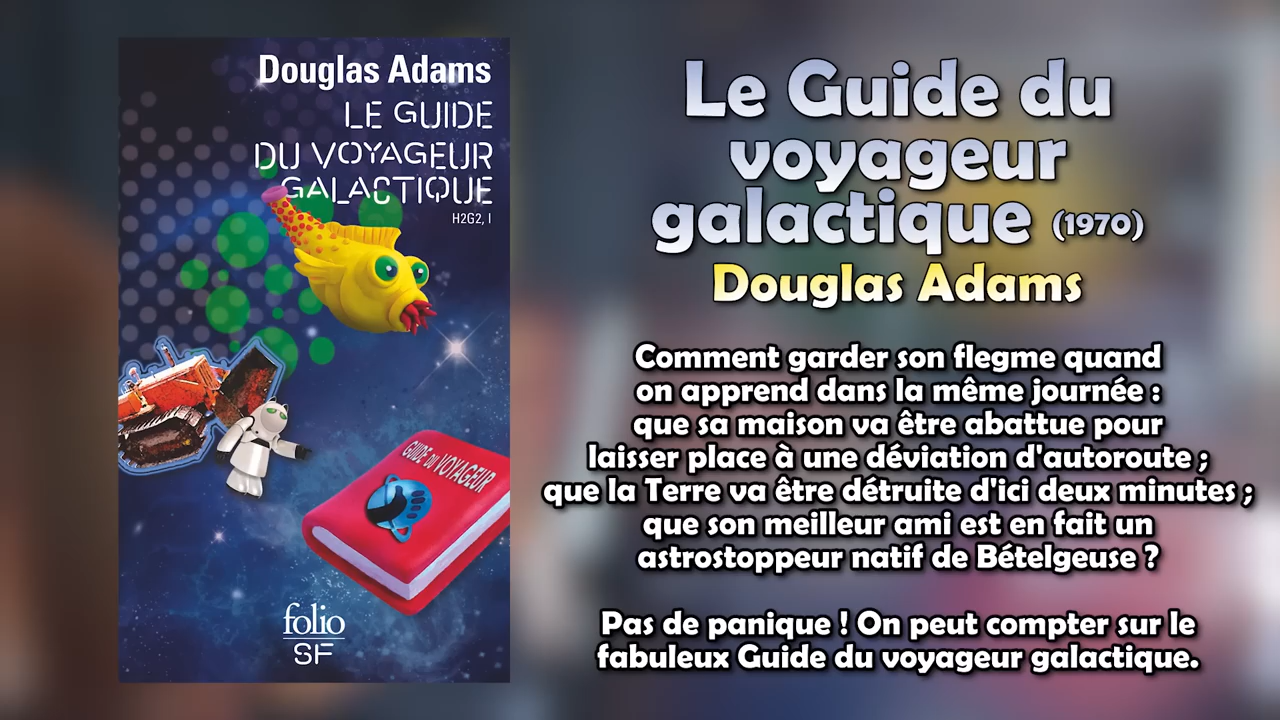 Douglas Adams
LE GUIDE
DU VOYAGEUR
GALACTIQUE
H2G2, I
GUIDE DU VOYAGEUR
folio
SF
Le Guide du
voyageur
galactique (1970)
Douglas Adams
Comment garder son flegme quand
on apprend dans la même journée :
que sa maison va être abattue pour
laisser place à une déviation d'autoroute ;
que la Terre va être détruite d'ici deux minutes ;
que son meilleur ami est en fait un
astrostoppeur natif de Bételgeuse ?
Pas de panique ! On peut compter sur le
fabuleux Guide du voyageur galactique.